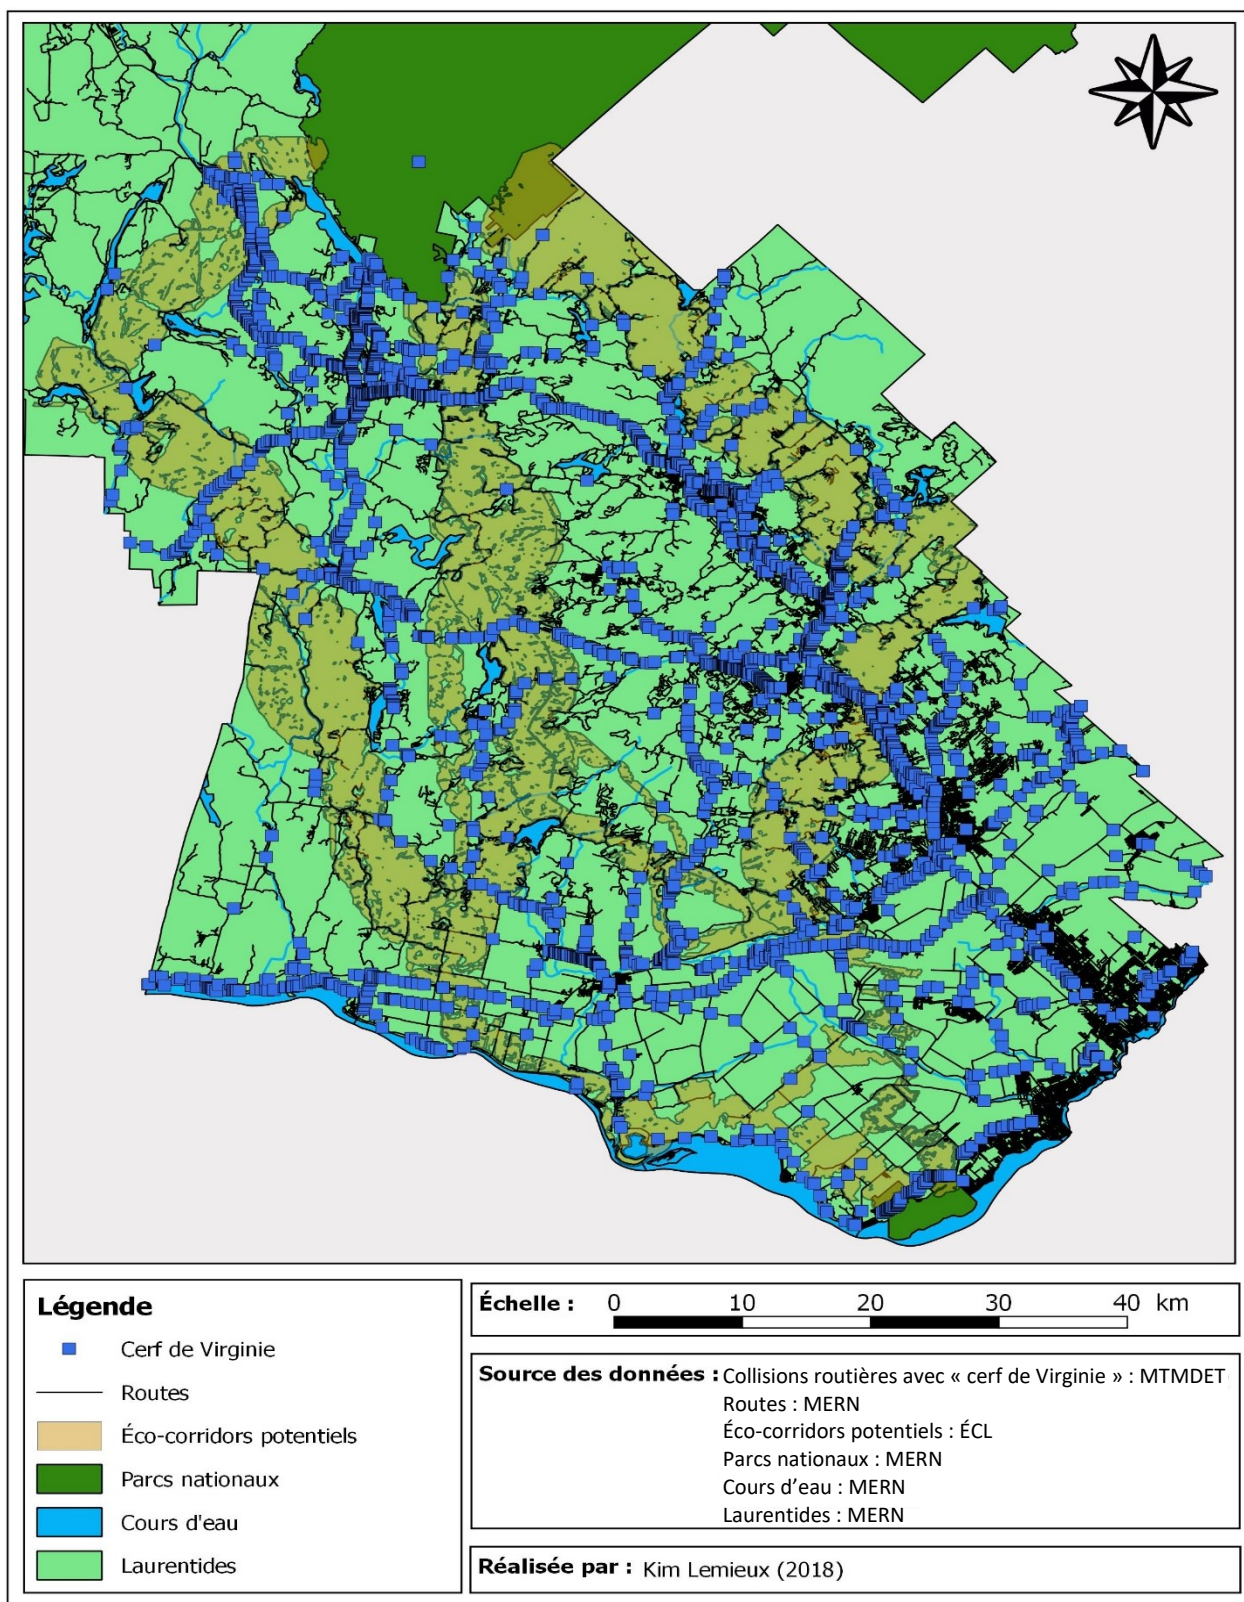 Légende
Cerf de Virginie
Routes
Éco-corridors potentiels
Parcs nationaux
Cours d'eau
Laurentides
Échelle : 0 10 20 30 40 km
Source des données : Collisions routières avec « cerf de Virginie » : MTMDET
Routes : MERN
Éco-corridors potentiels : ÉCL
Parcs nationaux : MERN
Cours d'eau : MERN
Laurentides : MERN
Réalisée par : Kim Lemieux (2018)